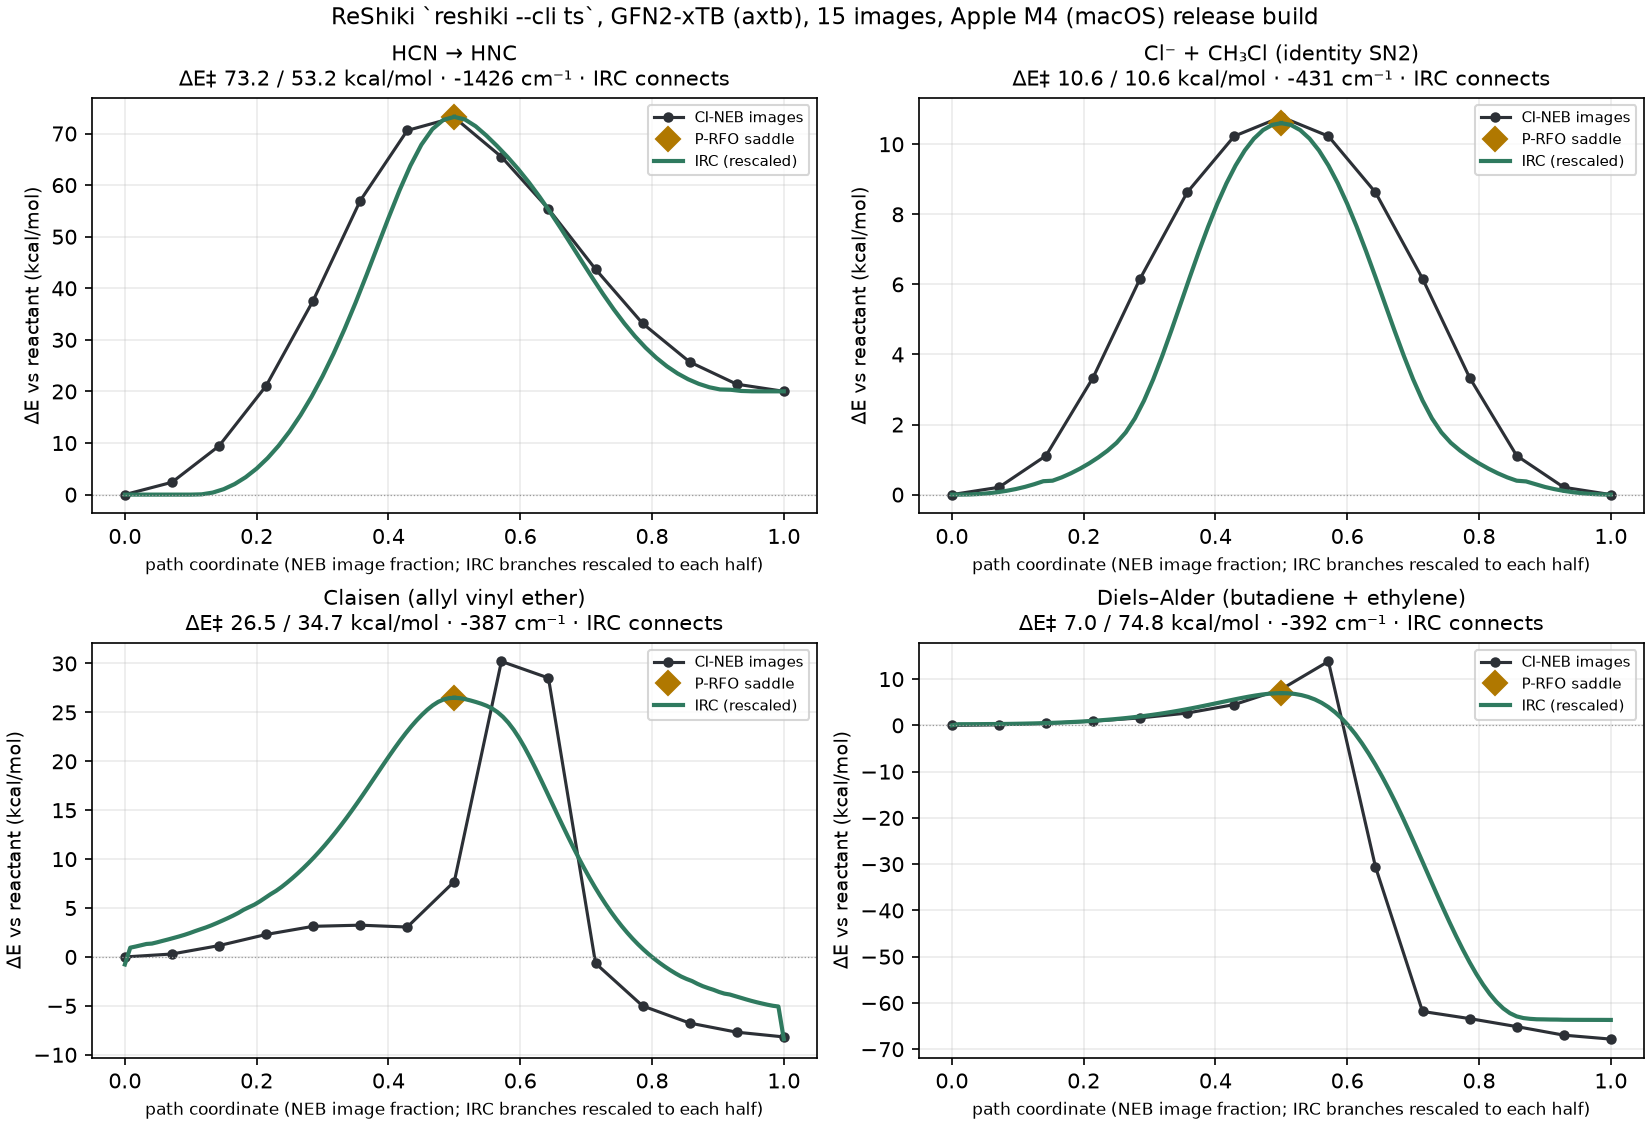 ReShiki `reshiki --cli ts`, GFN2-xTB (axtb), 15 images, Apple M4 (macOS) release build
HCN → HNC
ΔE‡ 73.2 / 53.2 kcal/mol · -1426 cm⁻¹ · IRC connects
CI-NEB images
P-RFO saddle
IRC (rescaled)
ΔE vs reactant (kcal/mol)
70
60
50
40
30
20
10
0
0.0 0.2 0.4 0.6 0.8 1.0
path coordinate (NEB image fraction; IRC branches rescaled to each half)
Cl⁻ + CH₃Cl (identity SN2)
ΔE‡ 10.6 / 10.6 kcal/mol · -431 cm⁻¹ · IRC connects
CI-NEB images
P-RFO saddle
IRC (rescaled)
ΔE vs reactant (kcal/mol)
10
8
6
4
2
0
0.0 0.2 0.4 0.6 0.8 1.0
path coordinate (NEB image fraction; IRC branches rescaled to each half)
Claisen (allyl vinyl ether)
ΔE‡ 26.5 / 34.7 kcal/mol · -387 cm⁻¹ · IRC connects
CI-NEB images
P-RFO saddle
IRC (rescaled)
ΔE vs reactant (kcal/mol)
30
25
20
15
10
5
0
−5
−10
0.0 0.2 0.4 0.6 0.8 1.0
path coordinate (NEB image fraction; IRC branches rescaled to each half)
Diels–Alder (butadiene + ethylene)
ΔE‡ 7.0 / 74.8 kcal/mol · -392 cm⁻¹ · IRC connects
CI-NEB images
P-RFO saddle
IRC (rescaled)
ΔE vs reactant (kcal/mol)
10
0
−10
−20
−30
−40
−50
−60
−70
0.0 0.2 0.4 0.6 0.8 1.0
path coordinate (NEB image fraction; IRC branches rescaled to each half)